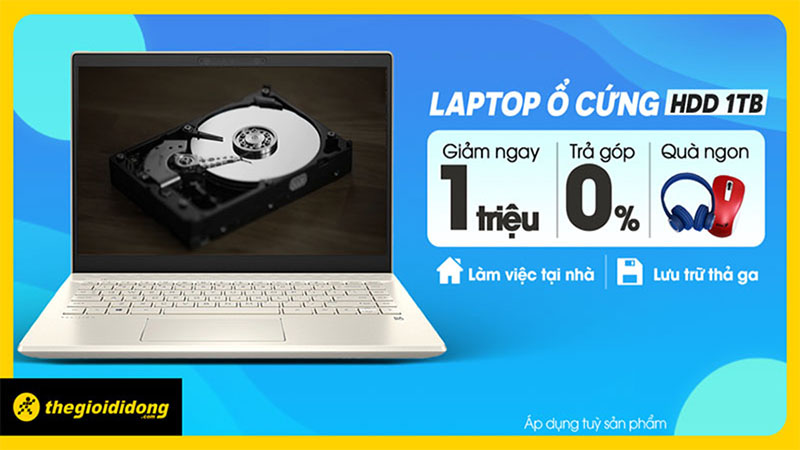 LAPTOP Ổ CỨNG HDD 1TB
Giảm ngay
1 triệu
Trả góp
0%
Quà ngon
Làm việc tại nhà
Lưu trữ thả ga
thegioididong
.com
Áp dụng tuỳ sản phẩm